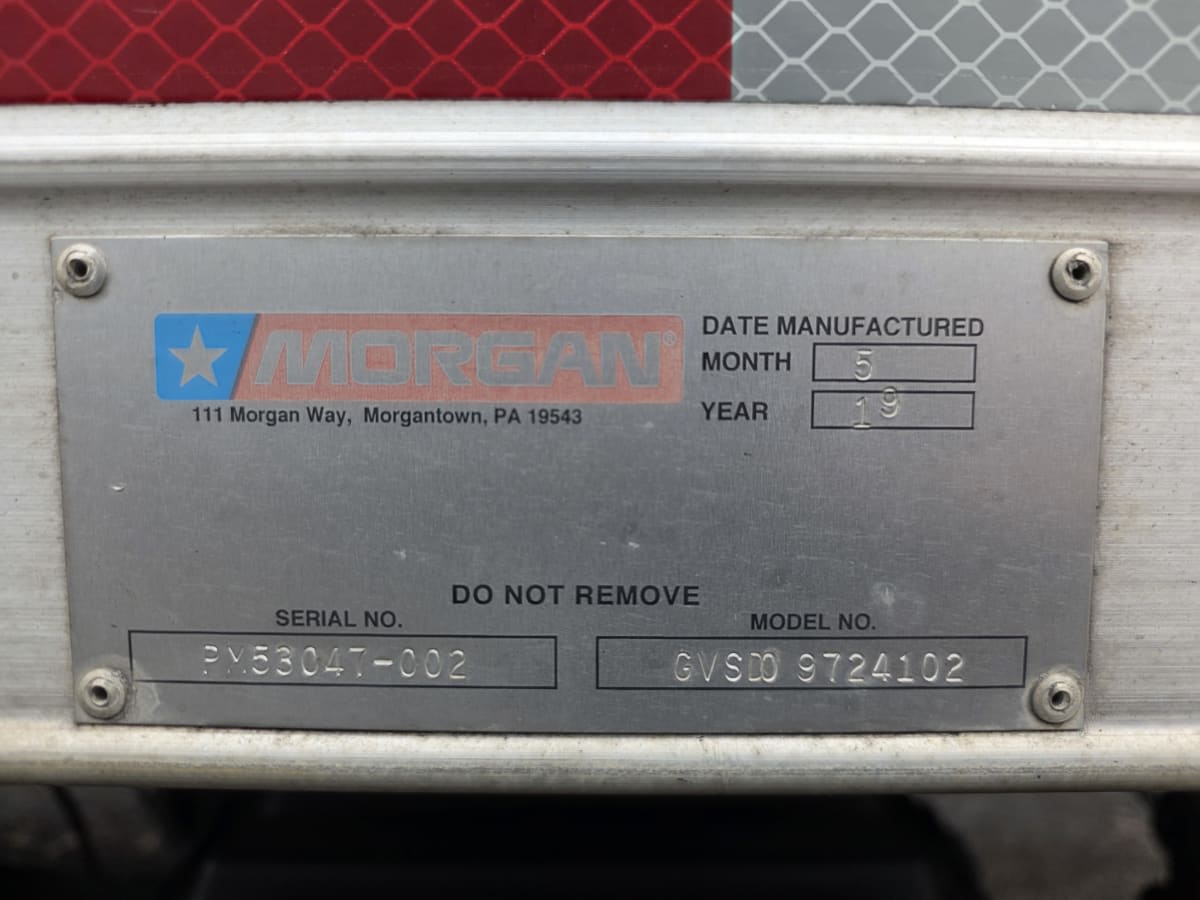 MORGAN®
111 Morgan Way, Morgantown, PA 19543
DATE MANUFACTURED
MONTH 5
YEAR 19
DO NOT REMOVE
SERIAL NO.
PM53047-002
MODEL NO.
GVSDO 9724102